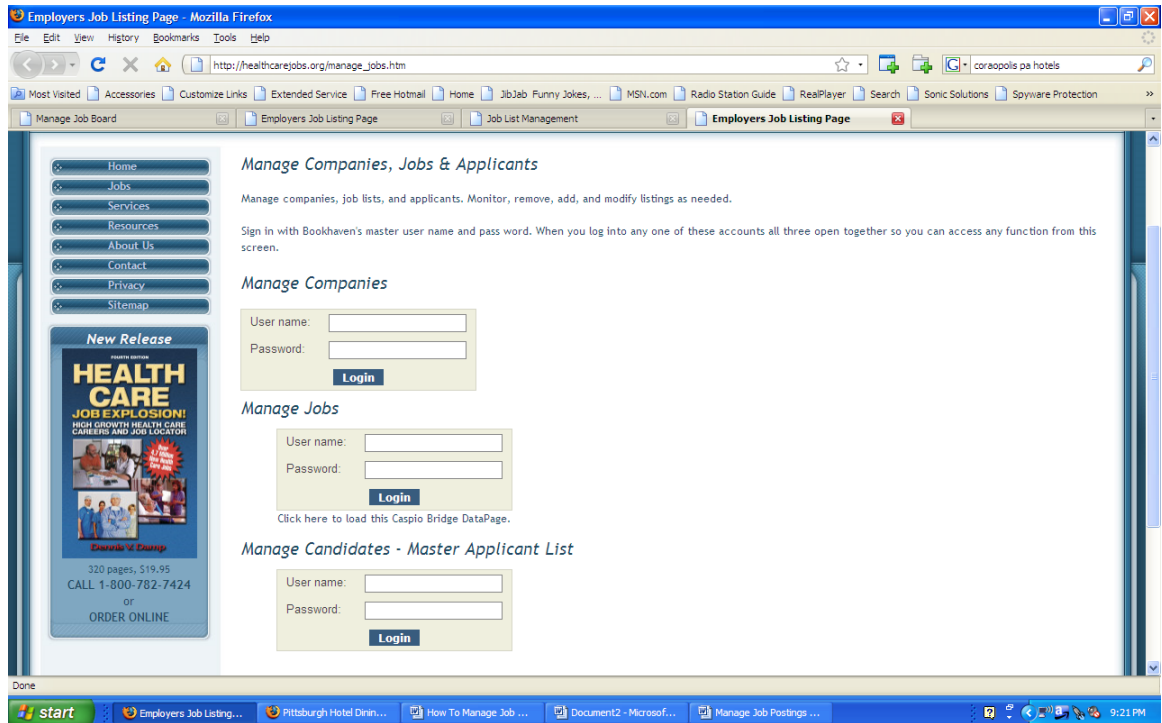 Employers Job Listing Page - Mozilla Firefox
File Edit View History Bookmarks Tools Help
http://healthcarejobs.org/manage_jobs.htm
G coraopolis pa hotels
Most Visited Accessories Customize Links Extended Service Free Hotmail Home JibJab Funny Jokes, ... MSN.com Radio Station Guide RealPlayer Search Sonic Solutions Spyware Protection »
Manage Job Board Employers Job Listing Page Job List Management Employers Job Listing Page
Home
Jobs
Services
Resources
About Us
Contact
Privacy
Sitemap
New Release
FOURTH EDITION
HEALTH
CARE
JOB EXPLOSION!
HIGH GROWTH HEALTH CARE
CAREERS AND JOB LOCATOR
Over
4.7 Million
New Health
Care Jobs
Dennis V. Damp
320 pages, $19.95
CALL 1-800-782-7424
or
ORDER ONLINE
Manage Companies, Jobs & Applicants
Manage companies, job lists, and applicants. Monitor, remove, add, and modify listings as needed.
Sign in with Bookhaven's master user name and pass word. When you log into any one of these accounts all three open together so you can access any function from this
screen.
Manage Companies
User name:
Password:
Login
Manage Jobs
User name:
Password:
Login
Click here to load this Caspio Bridge DataPage.
Manage Candidates - Master Applicant List
User name:
Password:
Login
Done
start Employers Job Listing... Pittsburgh Hotel Dinin... How To Manage Job ... Document2 - Microsof... Manage Job Postings ... 9:21 PM